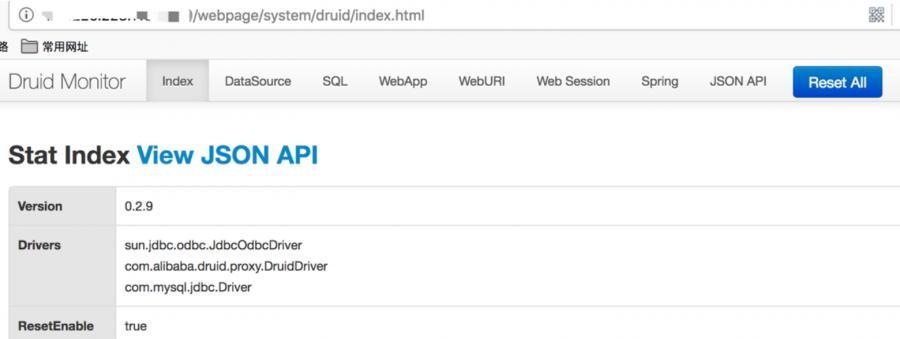 )/webpage/system/druid/index.html
路 常用网址
Druid Monitor Index DataSource SQL WebApp WebURI Web Session Spring JSON API Reset All
Stat Index View JSON API
Version 0.2.9
Drivers sun.jdbc.odbc.JdbcOdbcDriver
com.alibaba.druid.proxy.DruidDriver
com.mysql.jdbc.Driver
ResetEnable true